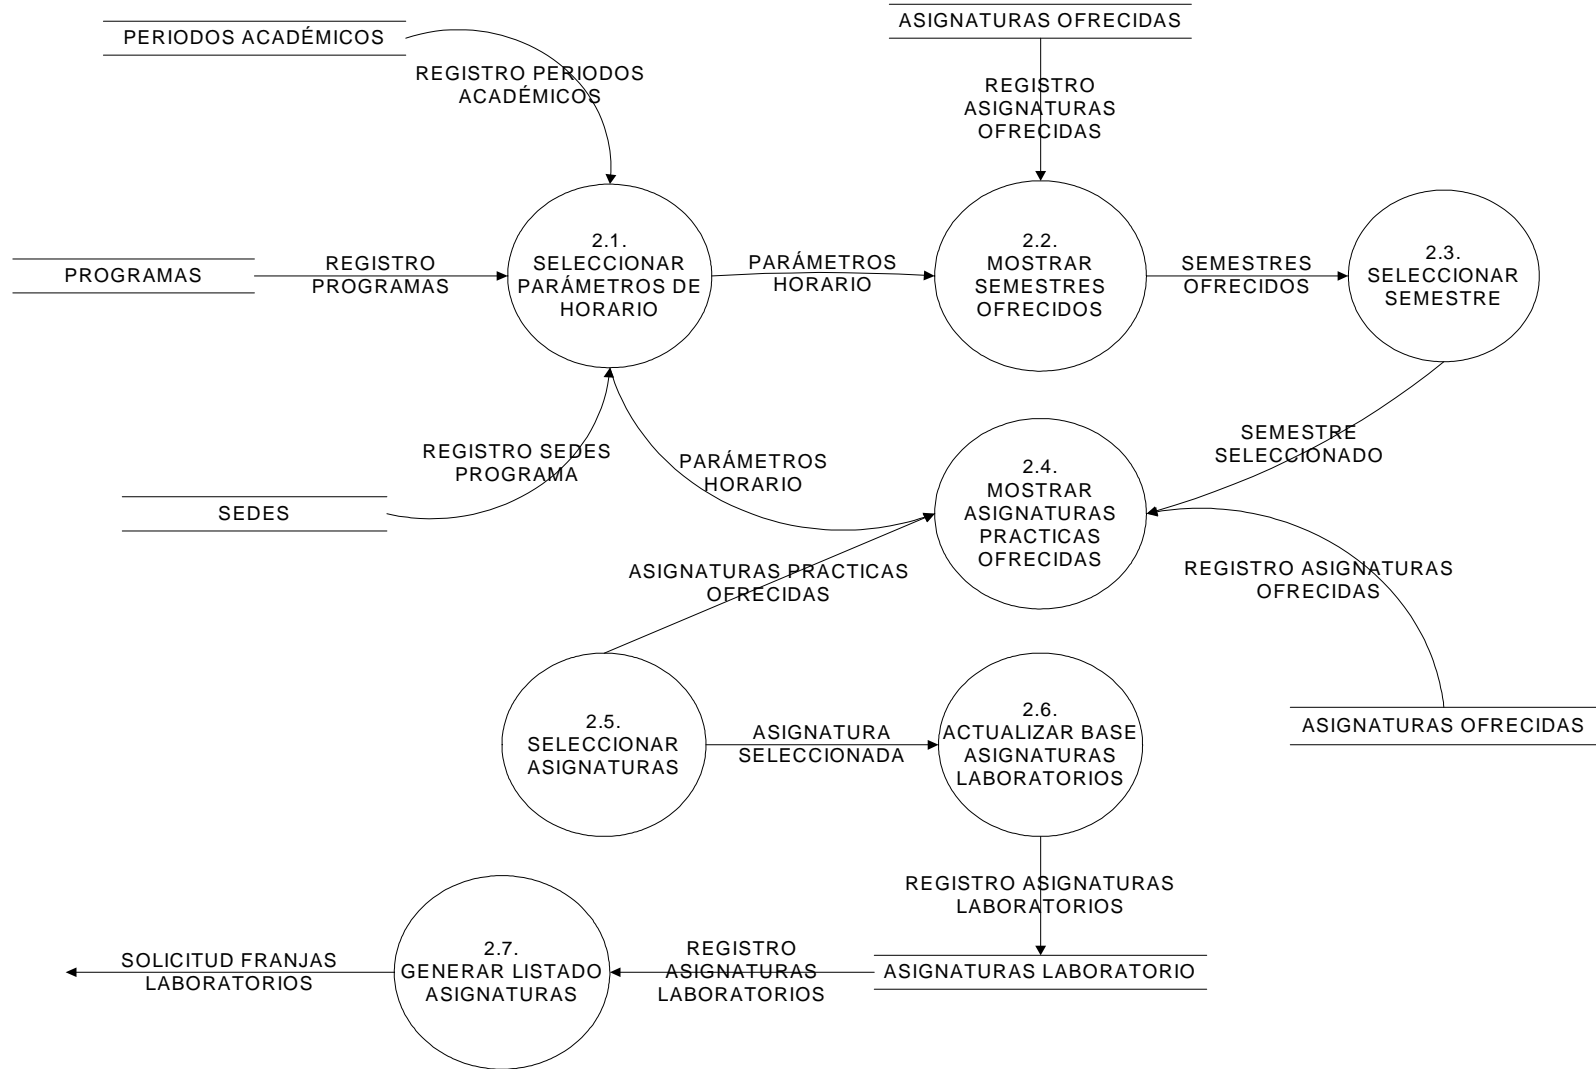 ASIGNATURAS OFRECIDAS
PERIODOS ACADÉMICOS
REGISTRO PERIODOS
ACADÉMICOS
REGISTRO
ASIGNATURAS
OFRECIDAS
PROGRAMAS
REGISTRO
PROGRAMAS
2.1.
SELECCIONAR
PARÁMETROS DE
HORARIO
PARÁMETROS
HORARIO
2.2.
MOSTRAR
SEMESTRES
OFRECIDOS
SEMESTRES
OFRECIDOS
2.3.
SELECCIONAR
SEMESTRE
REGISTRO SEDES
PROGRAMA
SEDES
PARÁMETROS
HORARIO
2.4.
MOSTRAR
ASIGNATURAS
PRACTICAS
OFRECIDAS
SEMESTRE
SELECCIONADO
ASIGNATURAS PRACTICAS
OFRECIDAS
REGISTRO ASIGNATURAS
OFRECIDAS
ASIGNATURAS OFRECIDAS
2.5.
SELECCIONAR
ASIGNATURAS
ASIGNATURA
SELECCIONADA
2.6.
ACTUALIZAR BASE
ASIGNATURAS
LABORATORIOS
REGISTRO ASIGNATURAS
LABORATORIOS
SOLICITUD FRANJAS
LABORATORIOS
2.7.
GENERAR LISTADO
ASIGNATURAS
REGISTRO
ASIGNATURAS
LABORATORIOS
ASIGNATURAS LABORATORIO